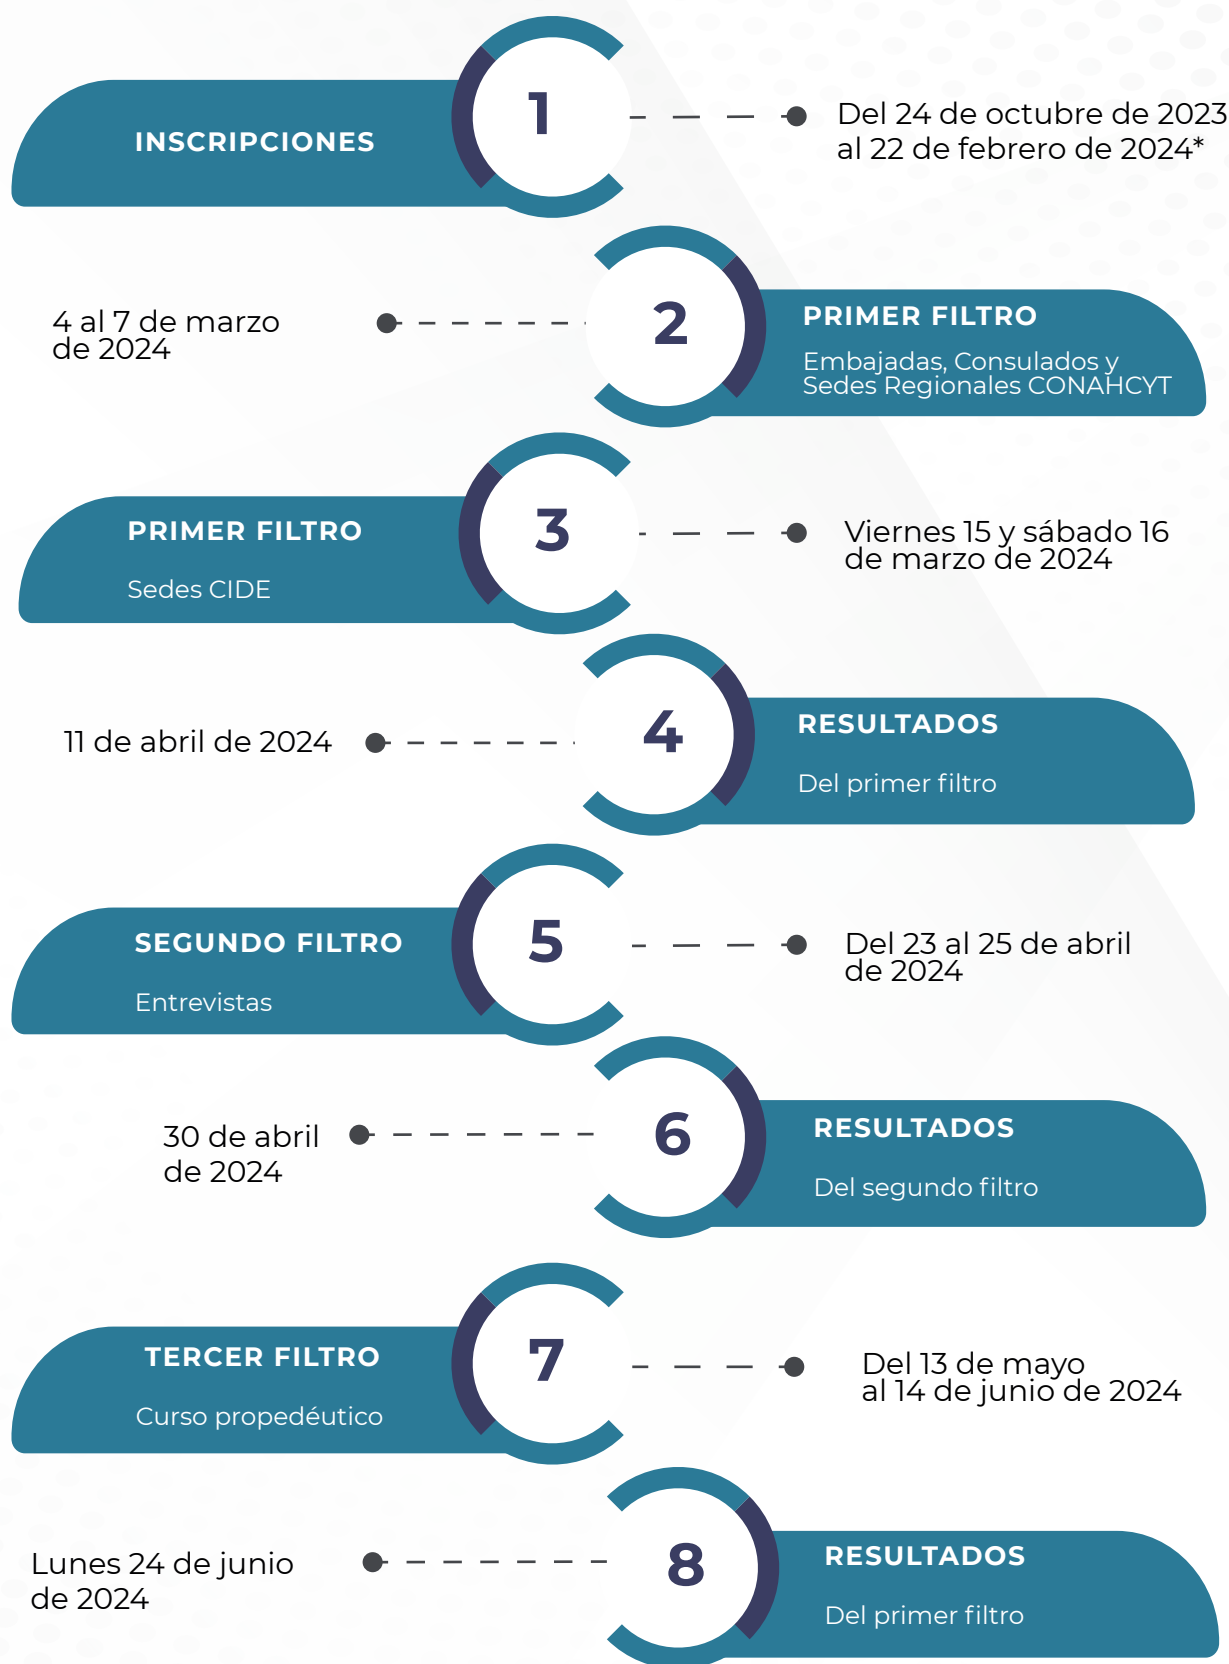 1
INSCRIPCIONES
Del 24 de octubre de 2023
al 22 de febrero de 2024*
2
4 al 7 de marzo
de 2024
PRIMER FILTRO
Embajadas, Consulados y
Sedes Regionales CONAHCYT
3
PRIMER FILTRO
Sedes CIDE
Viernes 15 y sábado 16
de marzo de 2024
4
11 de abril de 2024
RESULTADOS
Del primer filtro
5
SEGUNDO FILTRO
Entrevistas
Del 23 al 25 de abril
de 2024
6
30 de abril
de 2024
RESULTADOS
Del segundo filtro
7
TERCER FILTRO
Curso propedéutico
Del 13 de mayo
al 14 de junio de 2024
8
Lunes 24 de junio
de 2024
RESULTADOS
Del primer filtro